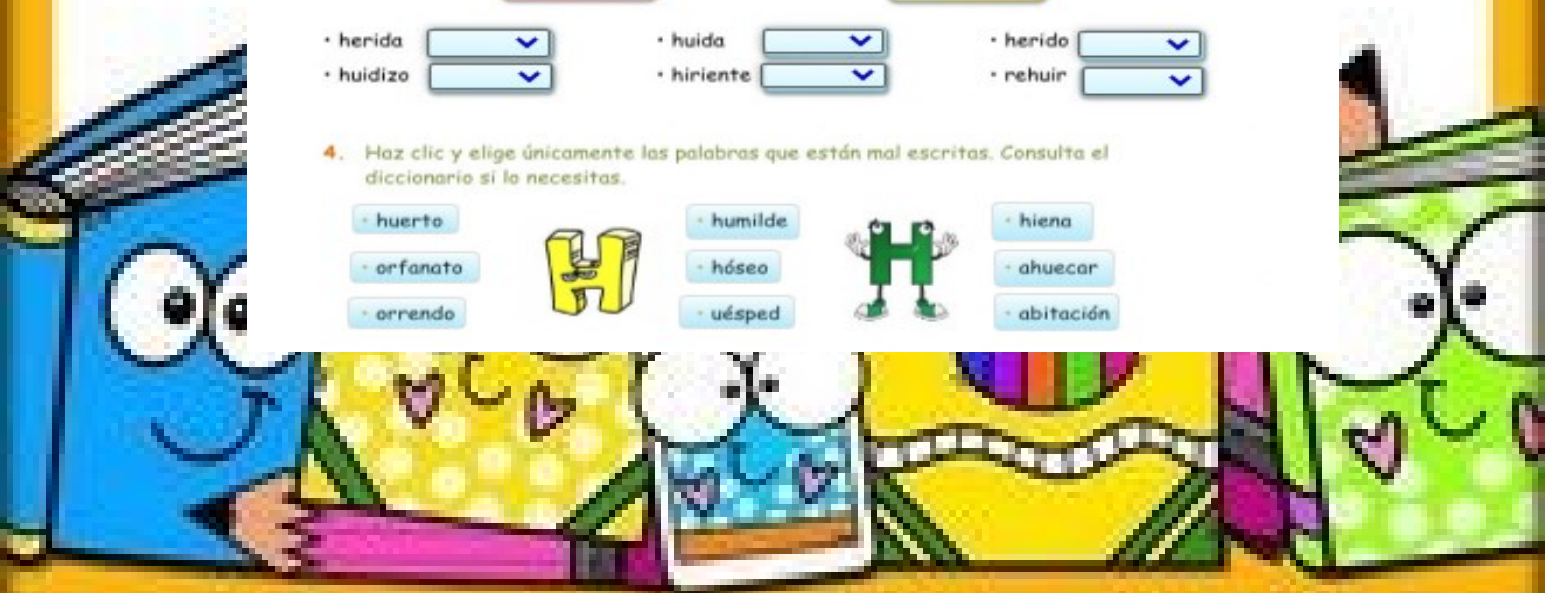 · herida · huida · herido
· huidizo · hiriente · rehuir
4. Haz clic y elige únicamente las palabras que están mal escritas. Consulta el
diccionario si lo necesitas.
· huerto · humilde · hiena
· orfanato · hóseo · ahuecar
· orrendo · uésped · abitación